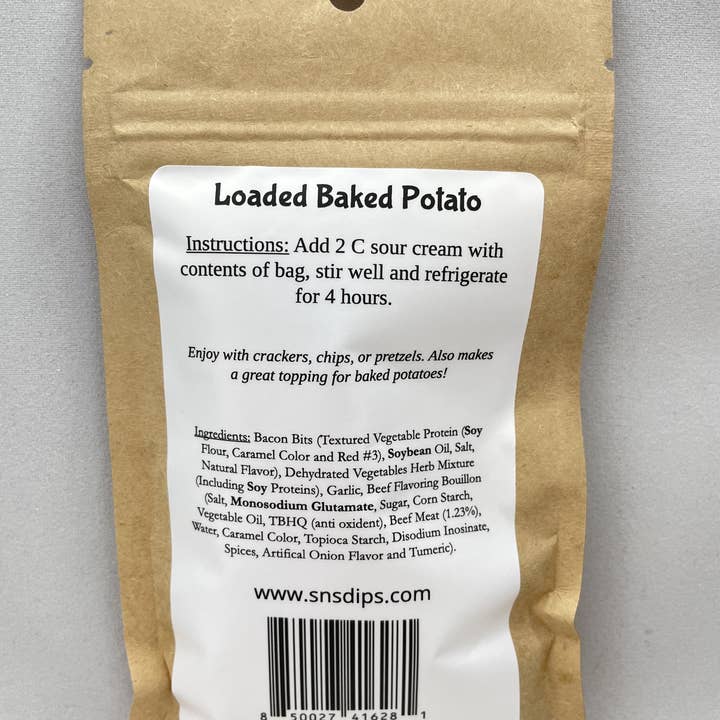 Loaded Baked Potato
Instructions: Add 2 C sour cream with
contents of bag, stir well and refrigerate
for 4 hours.
Enjoy with crackers, chips, or pretzels. Also makes
a great topping for baked potatoes!
Ingredients: Bacon Bits (Textured Vegetable Protein (Soy
Flour, Caramel Color and Red #3), Soybean Oil, Salt,
Natural Flavor), Dehydrated Vegetables Herb Mixture
(Including Soy Proteins), Garlic, Beef Flavoring Bouillon
(Salt, Monosodium Glutamate, Sugar, Corn Starch,
Vegetable Oil, TBHQ (anti oxident), Beef Meat (1.23%),
Water, Caramel Color, Topioca Starch, Disodium Inosinate,
Spices, Artifical Onion Flavor and Tumeric).
www.snsdips.com
8 50027 41628 1